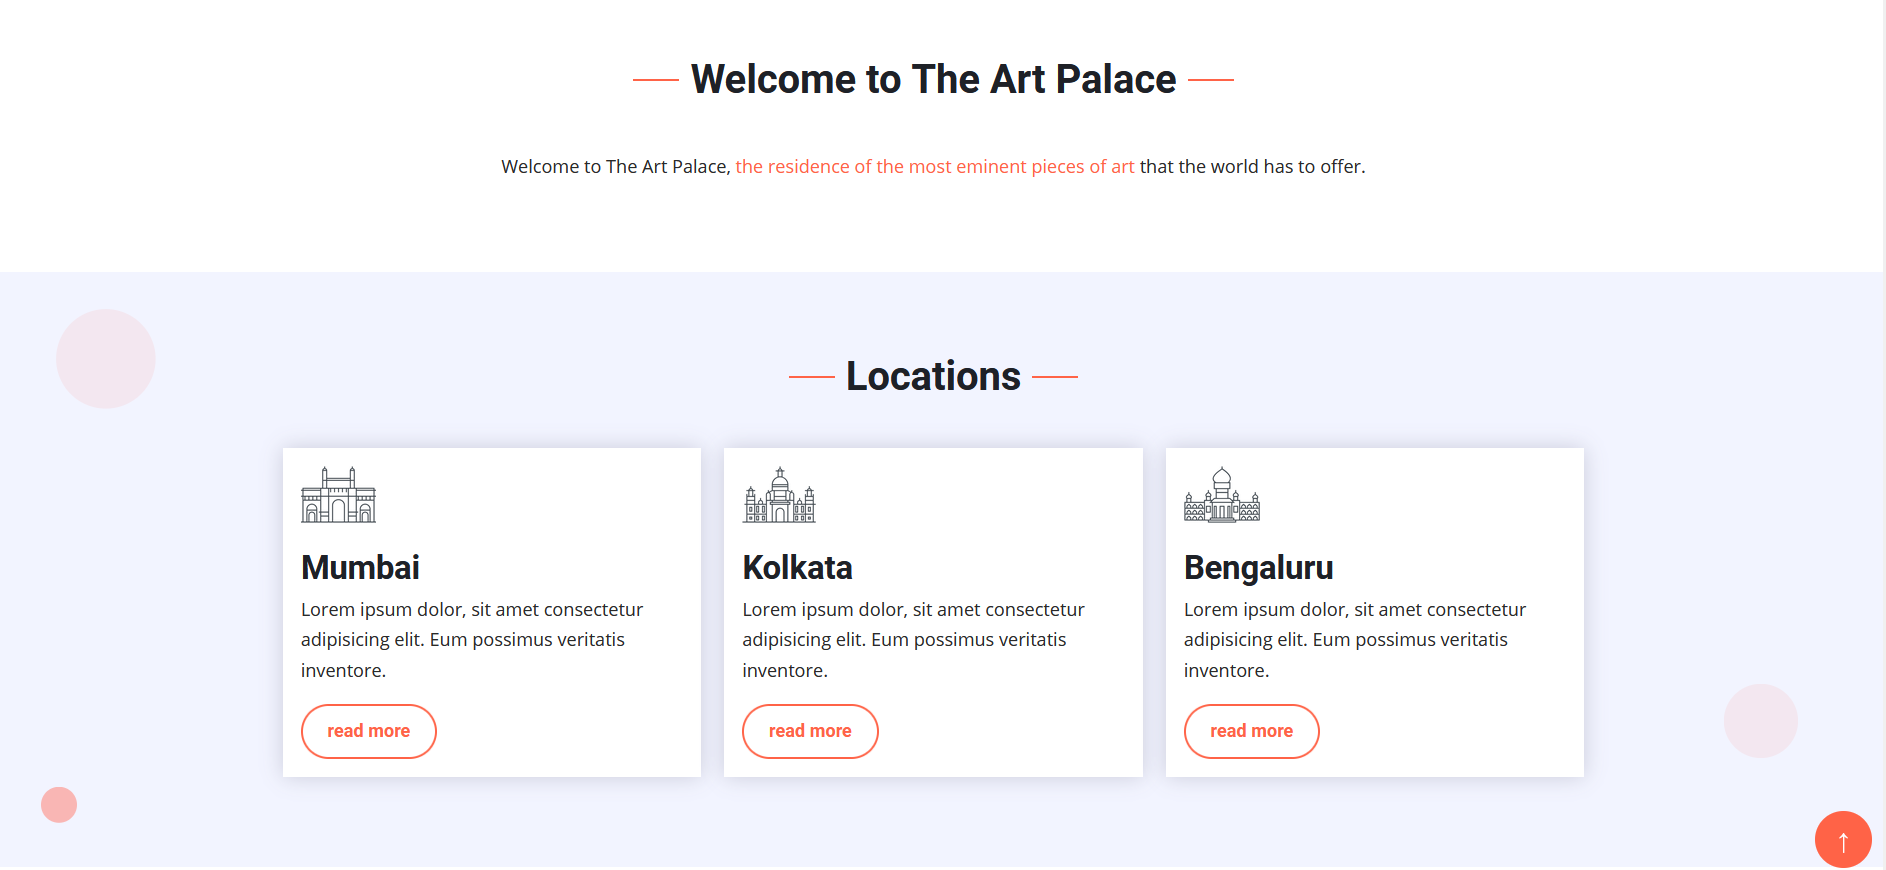 Welcome to The Art Palace
Welcome to The Art Palace, the residence of the most eminent pieces of art that the world has to offer.
Locations
Mumbai
Lorem ipsum dolor, sit amet consectetur
adipisicing elit. Eum possimus veritatis
inventore.
read more
Kolkata
Lorem ipsum dolor, sit amet consectetur
adipisicing elit. Eum possimus veritatis
inventore.
read more
Bengaluru
Lorem ipsum dolor, sit amet consectetur
adipisicing elit. Eum possimus veritatis
inventore.
read more
↑